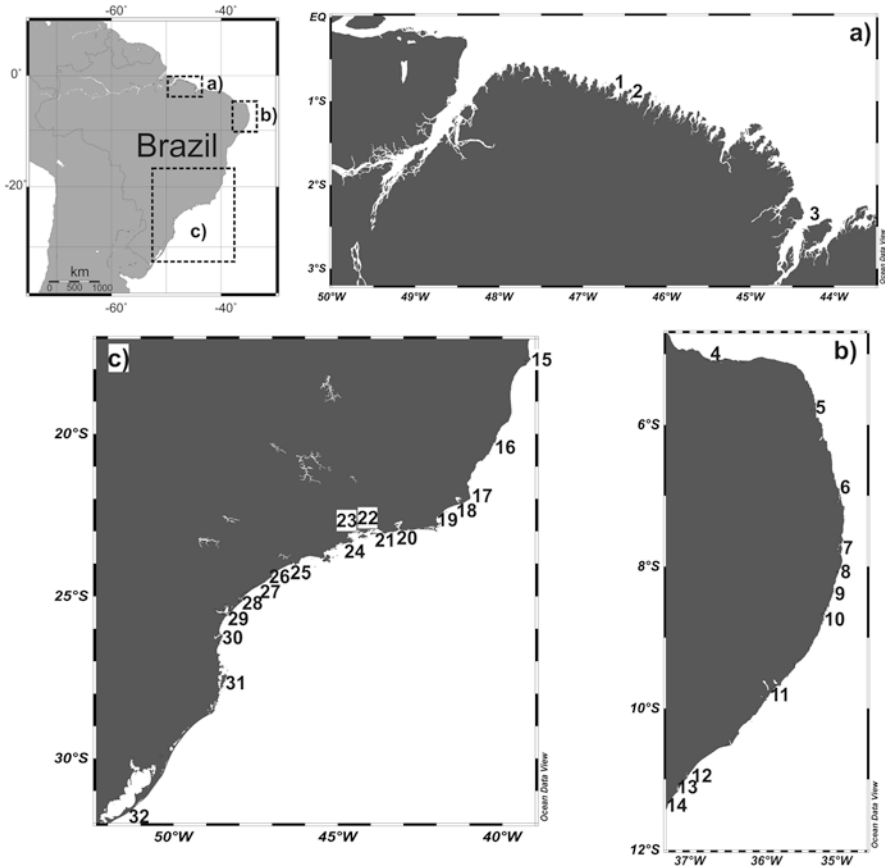 -60° -40°
0°
-20°
a)
b)
Brazil
c)
km
0 500 1000
-60° -40°
EQ
1°S
2°S
3°S
a)
1
2
3
50°W 49°W 48°W 47°W 46°W 45°W 44°W
Ocean Data View
c)
15
20°S
16
17
18
23 22
19
21 20
24
26 25
25°S
27
28
29
30
31
30°S
32
50°W 45°W 40°W
Ocean Data View
b)
4
5
6°S
6
7
8°S
8
9
10
11
10°S
12
13
14
12°S
37°W 36°W 35°W
Ocean Data View